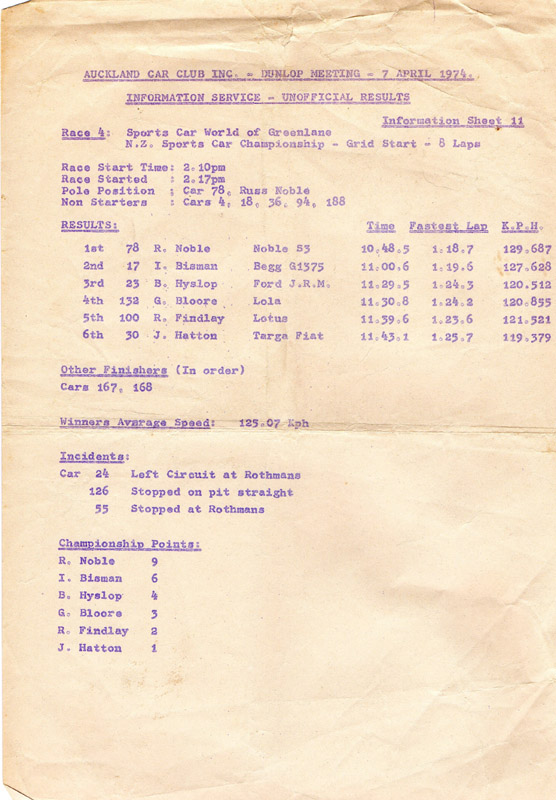 AUCKLAND CAR CLUB INC. - DUNLOP MEETING - 7 APRIL 1974.
INFORMATION SERVICE - UNOFFICIAL RESULTS
Information Sheet 11
Race 4: Sports Car World of Greenlane
N.Z. Sports Car Championship - Grid Start - 8 Laps
Race Start Time: 2.10pm
Race Started : 2.17pm
Pole Position : Car 78, Russ Noble
Non Starters : Cars 4, 18, 36, 94, 188
RESULTS: Time Fastest Lap K.P.H.
1st 78 R. Noble Noble S3 10.48.5 1.18.7 129.687
2nd 17 I. Bisman Begg G1375 11.00.6 1.19.6 127.628
3rd 23 B. Hyslop Ford J.R.M. 11.29.5 1.24.3 120.512
4th 132 G. Bloore Lola 11.30.8 1.24.2 120.855
5th 100 R. Findlay Lotus 11.39.6 1.23.6 121.521
6th 30 J. Hatton Targa Fiat 11.43.1 1.25.7 119.379
Other Finishers (In order)
Cars 167, 168
Winners Average Speed: 125.07 Kph
Incidents:
Car 24 Left Circuit at Rothmans
126 Stopped on pit straight
55 Stopped at Rothmans
Championship Points:
R. Noble 9
I. Bisman 6
B. Hyslop 4
G. Bloore 3
R. Findlay 2
J. Hatton 1